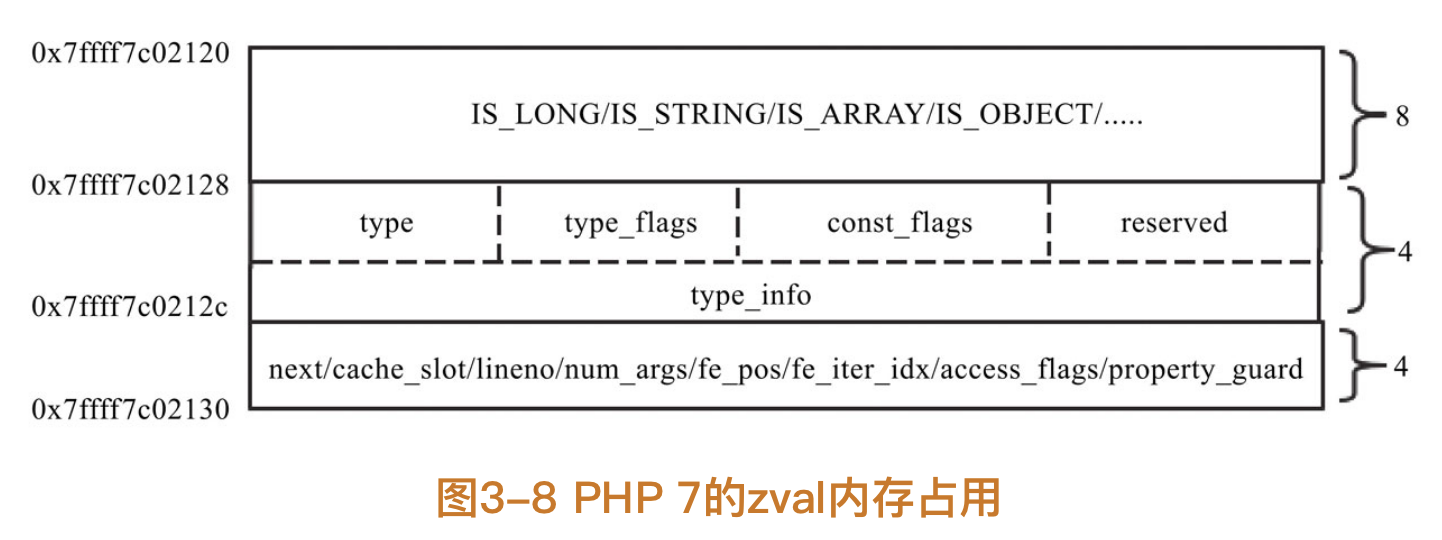 0x7ffff7c02120
IS_LONG/IS_STRING/IS_ARRAY/IS_OBJECT/.....
8
0x7ffff7c02128
type type_flags const_flags reserved
4
type_info
0x7ffff7c0212c
next/cache_slot/lineno/num_args/fe_pos/fe_iter_idx/access_flags/property_guard
4
0x7ffff7c02130
图3-8 PHP 7的zval内存占用